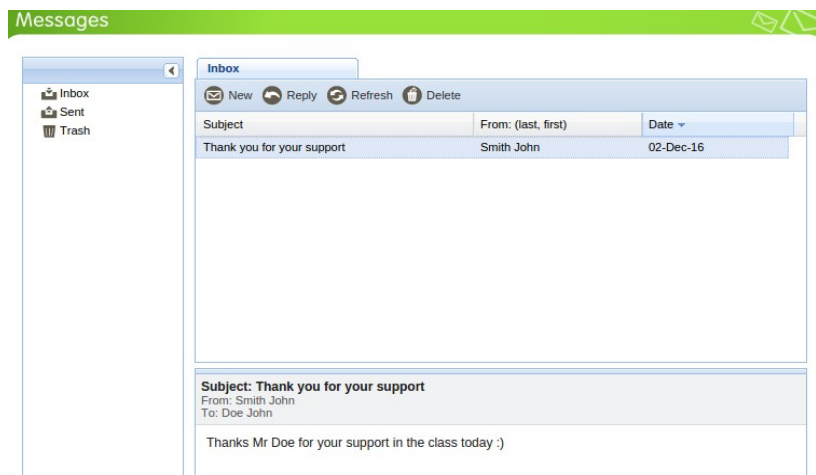 Messages
Inbox
Sent
Trash
Inbox
New Reply Refresh Delete
Subject From: (last, first) Date
Thank you for your support Smith John 02-Dec-16
Subject: Thank you for your support
From: Smith John
To: Doe John
Thanks Mr Doe for your support in the class today :)